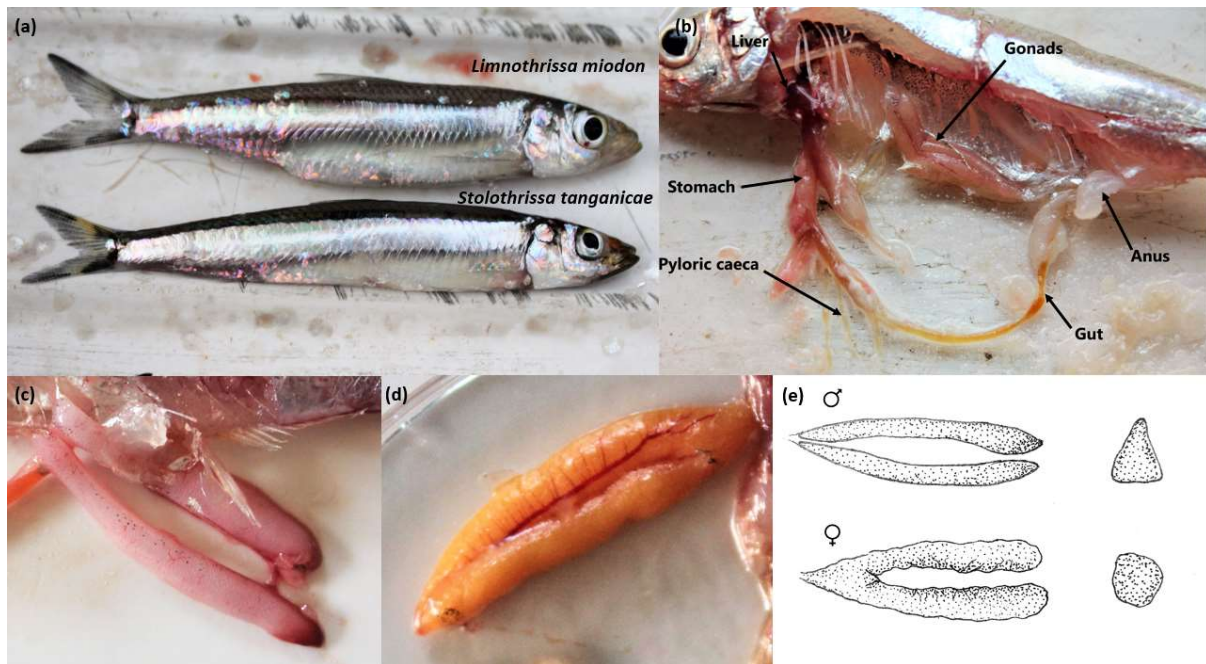 (a)
Limnothrissa miodon
Stolothrissa tanganicae
(b)
Liver
Gonads
Stomach
Pyloric caeca
Anus
Gut
(c)
(d)
(e)
♂
♀